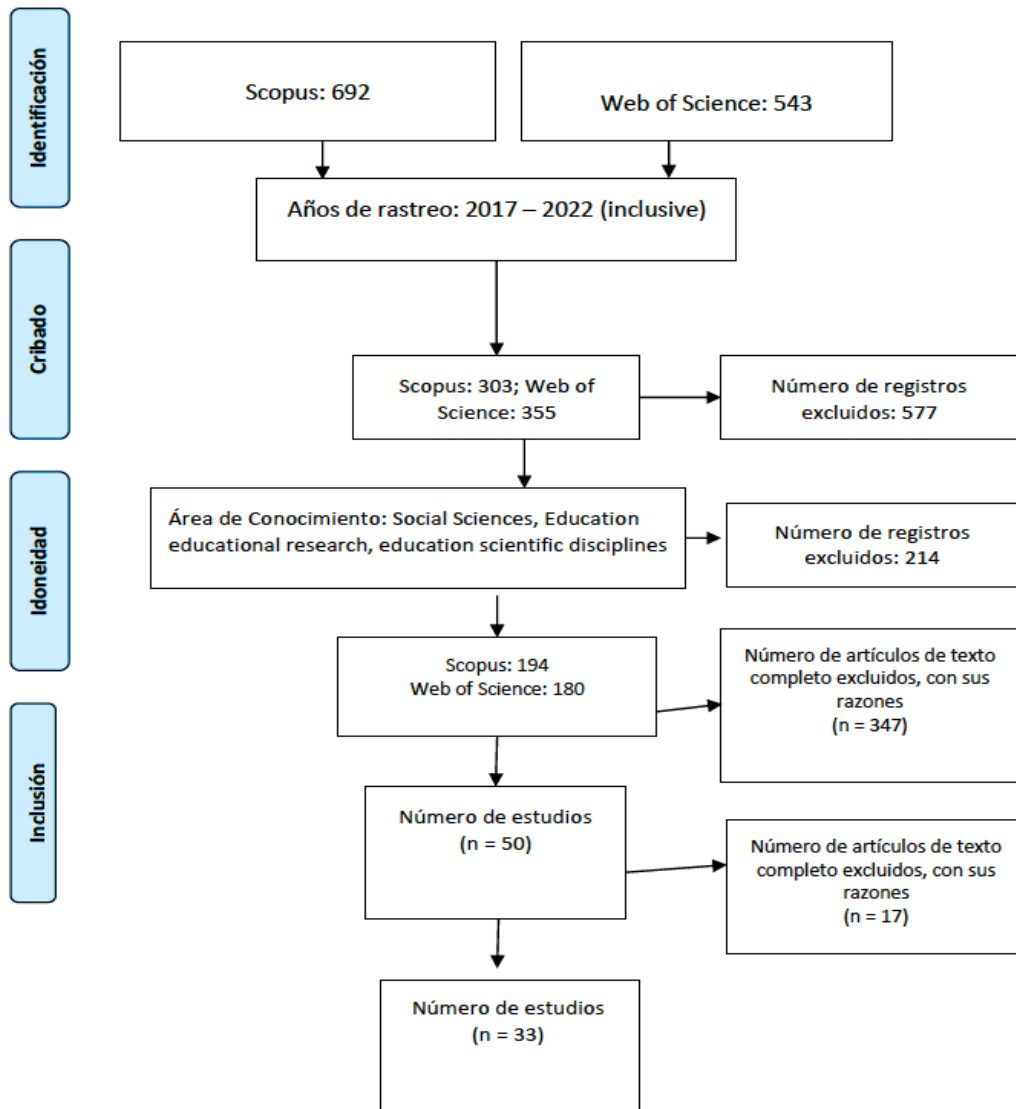 Identificación
Scopus: 692
Web of Science: 543
Años de rastreo: 2017 – 2022 (inclusive)
Cribado
Scopus: 303; Web of
Science: 355
Número de registros
excluidos: 577
Idoneidad
Área de Conocimiento: Social Sciences, Education
educational research, education scientific disciplines
Número de registros
excluidos: 214
Scopus: 194
Web of Science: 180
Número de artículos de texto
completo excluidos, con sus
razones
(n = 347)
Inclusión
Número de estudios
(n = 50)
Número de artículos de texto
completo excluidos, con sus
razones
(n = 17)
Número de estudios
(n = 33)